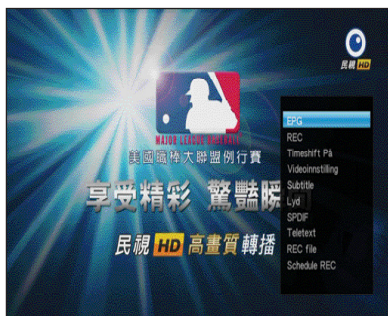 民視 HD
MAJOR LEAGUE BASEBALL
美國職棒大聯盟例行賽
享受精彩 驚豔瞬
民視 HD 高畫質 轉播
EPG
REC
Timeshift På
Videoinnstilling
Subtitle
Lyd
SPDIF
Teletext
REC file
Schedule REC